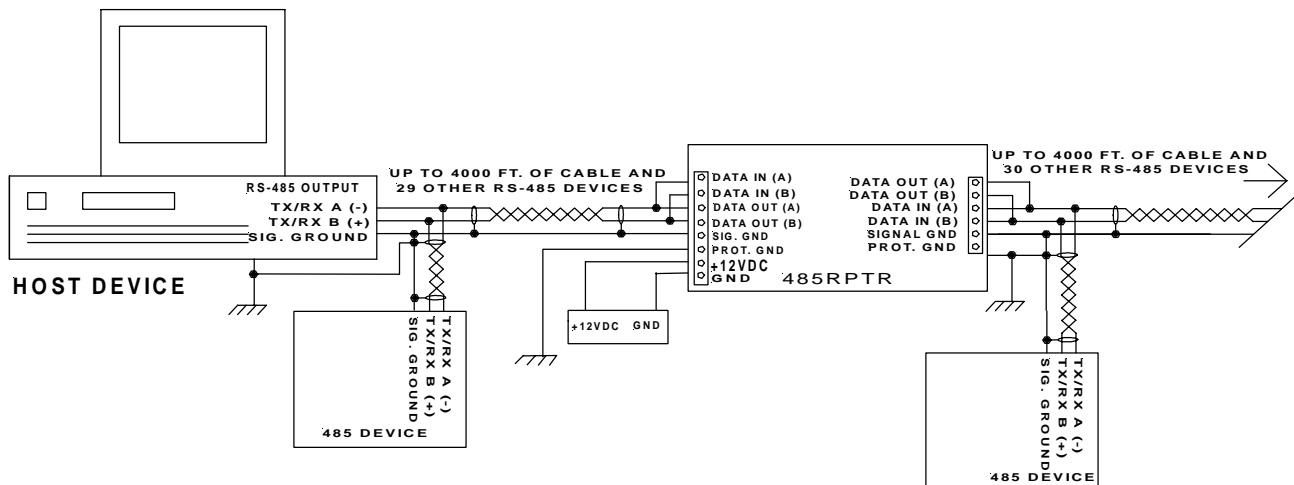 RS-485 OUTPUT
TX/RX A (-)
TX/RX B (+)
SIG. GROUND
HOST DEVICE
UP TO 4000 FT. OF CABLE AND
29 OTHER RS-485 DEVICES
SIG. GROUND
TX/RX B (+)
TX/RX A (-)
485 DEVICE
+12VDC GND
DATA IN (A)
DATA IN (B)
DATA OUT (A)
DATA OUT (B)
SIG. GND
PROT. GND
+12VDC
GND
485RPTR
DATA OUT (A)
DATA OUT (B)
DATA IN (A)
DATA IN (B)
SIGNAL GND
PROT. GND
UP TO 4000 FT. OF CABLE AND
30 OTHER RS-485 DEVICES
SIG. GROUND
TX/RX B (+)
TX/RX A (-)
485 DEVICE